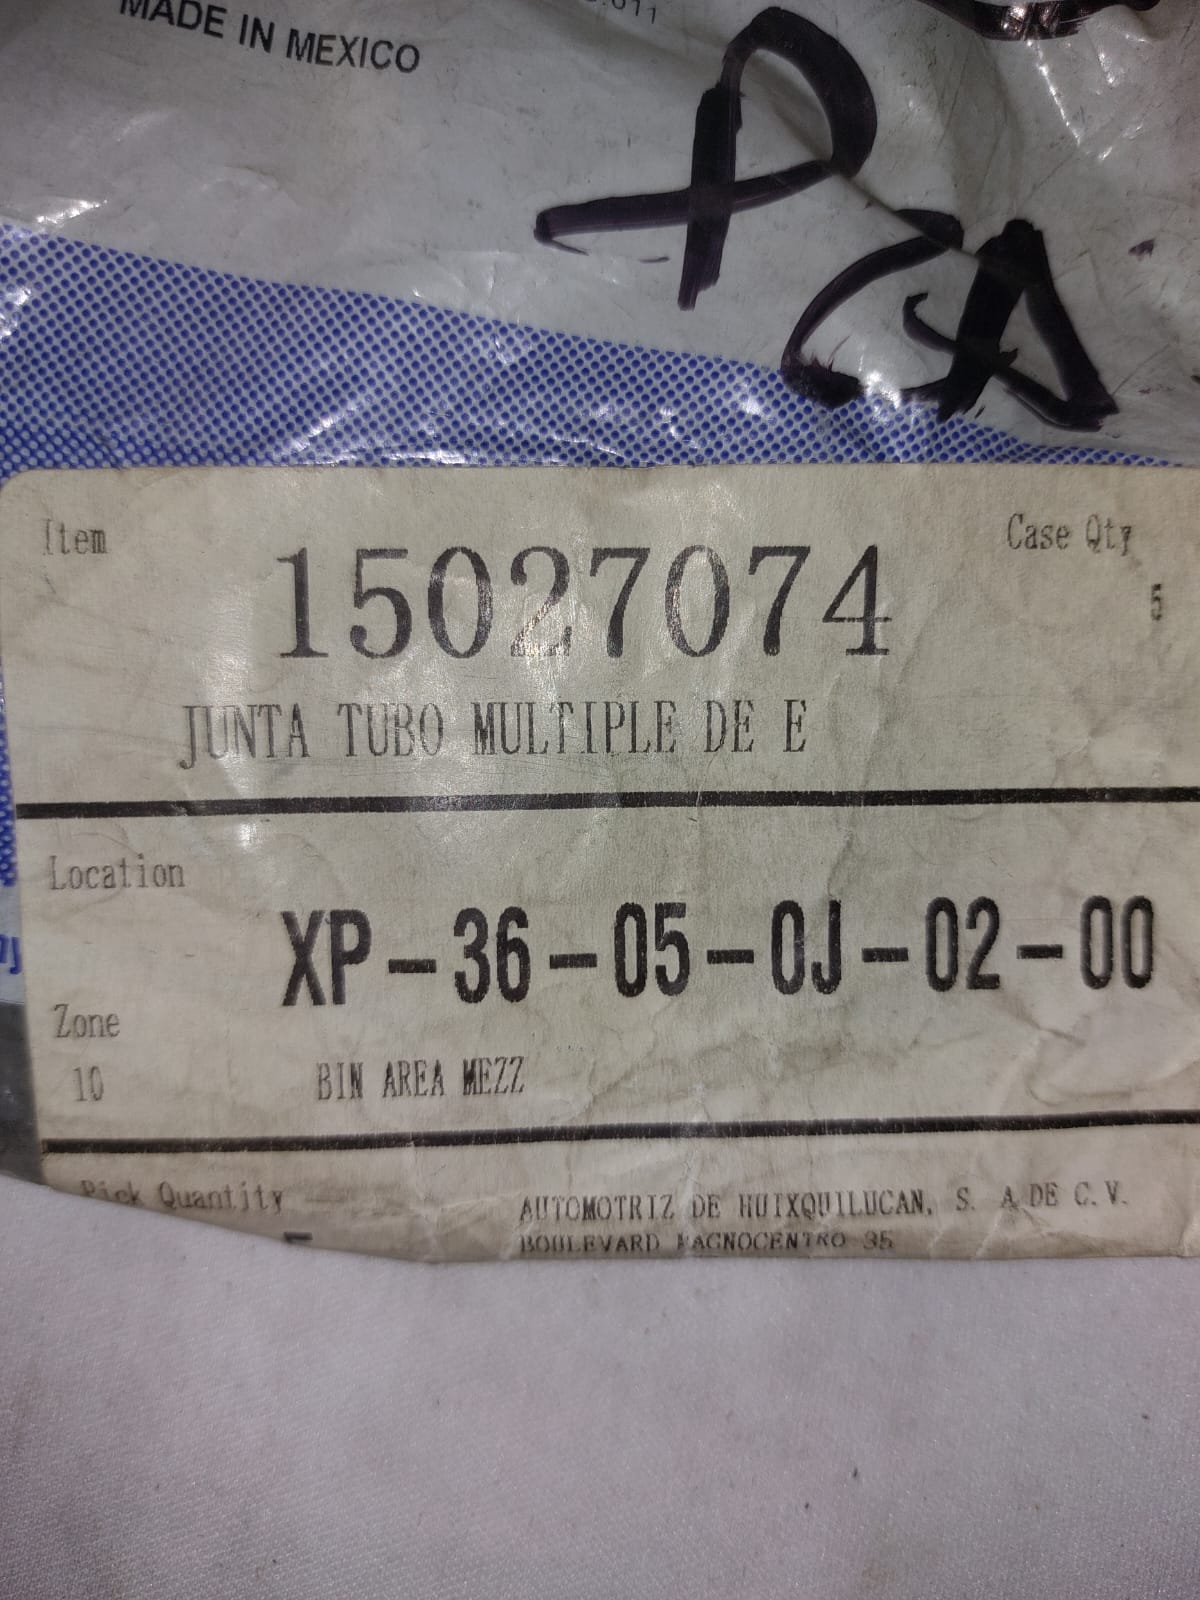 MADE IN MEXICO
Item
Case Qty
15027074
5
JUNTA TUBO MULTIPLE DE E
Location
XP-36-05-0J-02-00
Zone
10
BIN AREA MEZZ
Pick Quantity
AUTOMOTRIZ DE HUIXQUILUCAN, S. A DE C.V.
BOULEVARD MAGNOCENTRO 35